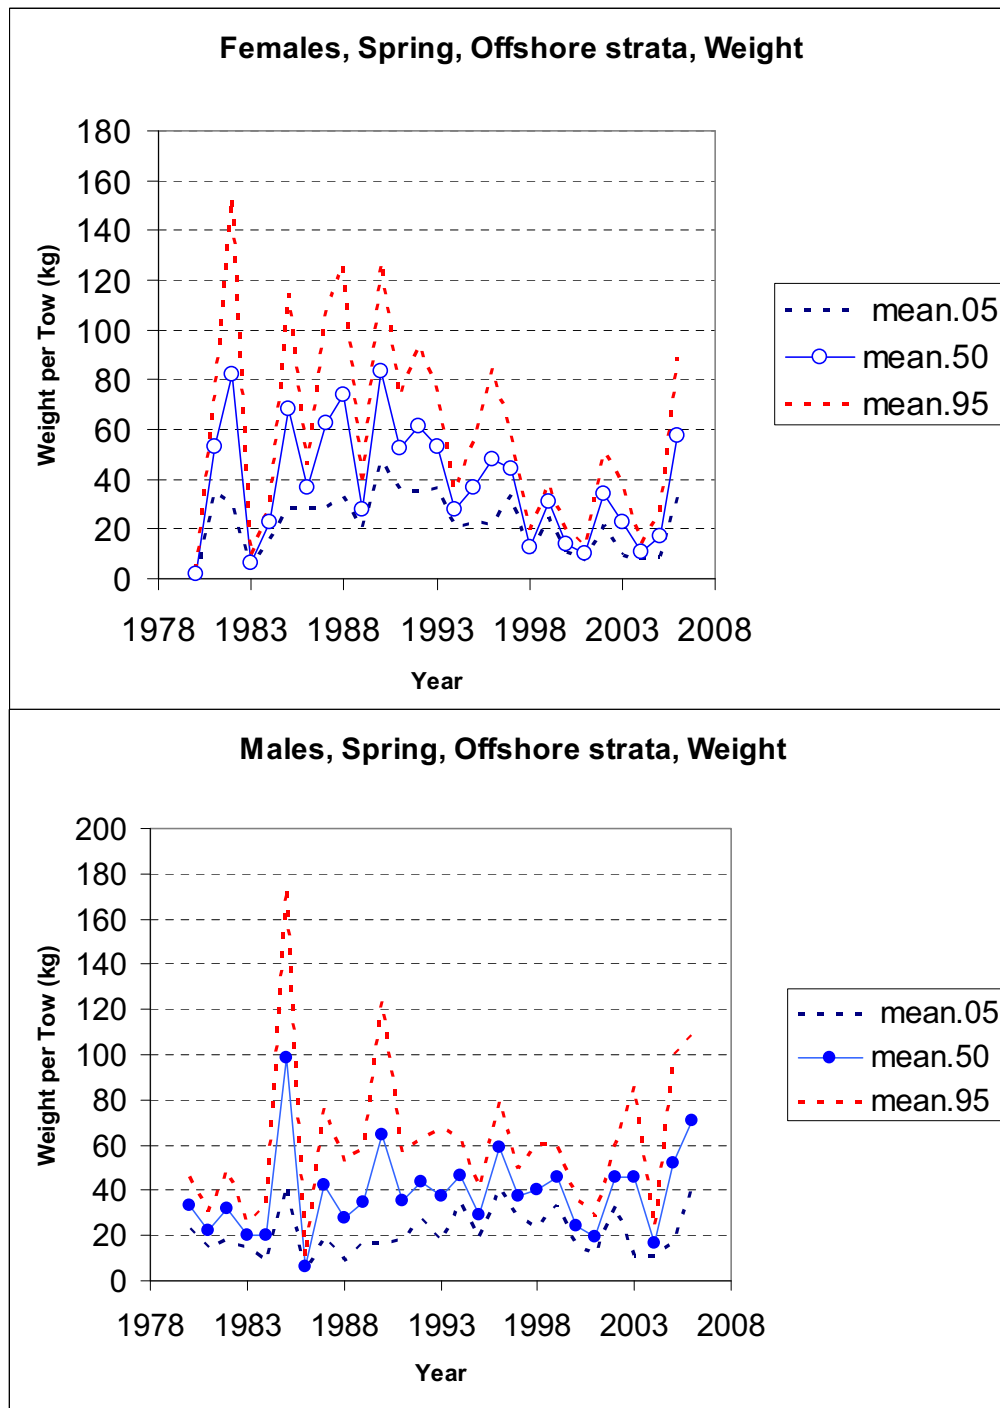 Females, Spring, Offshore strata, Weight
180
160
140
120
100
80
60
40
20
0
Weight per Tow (kg)
1978 1983 1988 1993 1998 2003 2008
Year
mean.05
mean.50
mean.95
Males, Spring, Offshore strata, Weight
200
180
160
140
120
100
80
60
40
20
0
Weight per Tow (kg)
1978 1983 1988 1993 1998 2003 2008
Year
mean.05
mean.50
mean.95